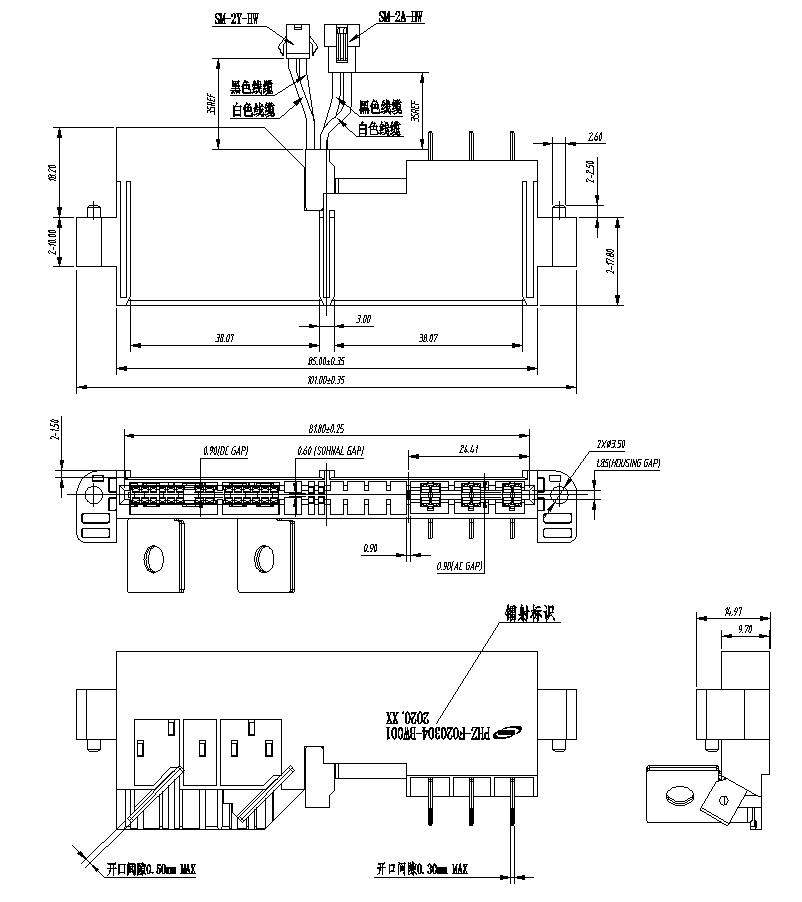 SM-2Y-HW
SM-2A-HW
黑色线缆
白色线缆
黑色线缆
白色线缆
35REF
35REF
2.60
2-2.50
18.20
2-10.00
2-17.80
3.00
38.07
38.07
85.00±0.35
101.00±0.35
2-1.50
81.80±0.25
24.41
0.90(DC GAP)
0.60 (SGHNAL GAP)
2XØ3.50
1.85(HOUSING GAP)
0.90
0.90(AC GAP)
镭射标识
14.97
9.70
2020.XX
PHZ-F020304-BW001
开口间隙0.50mm MAX
开口间隙0.30mm MAX